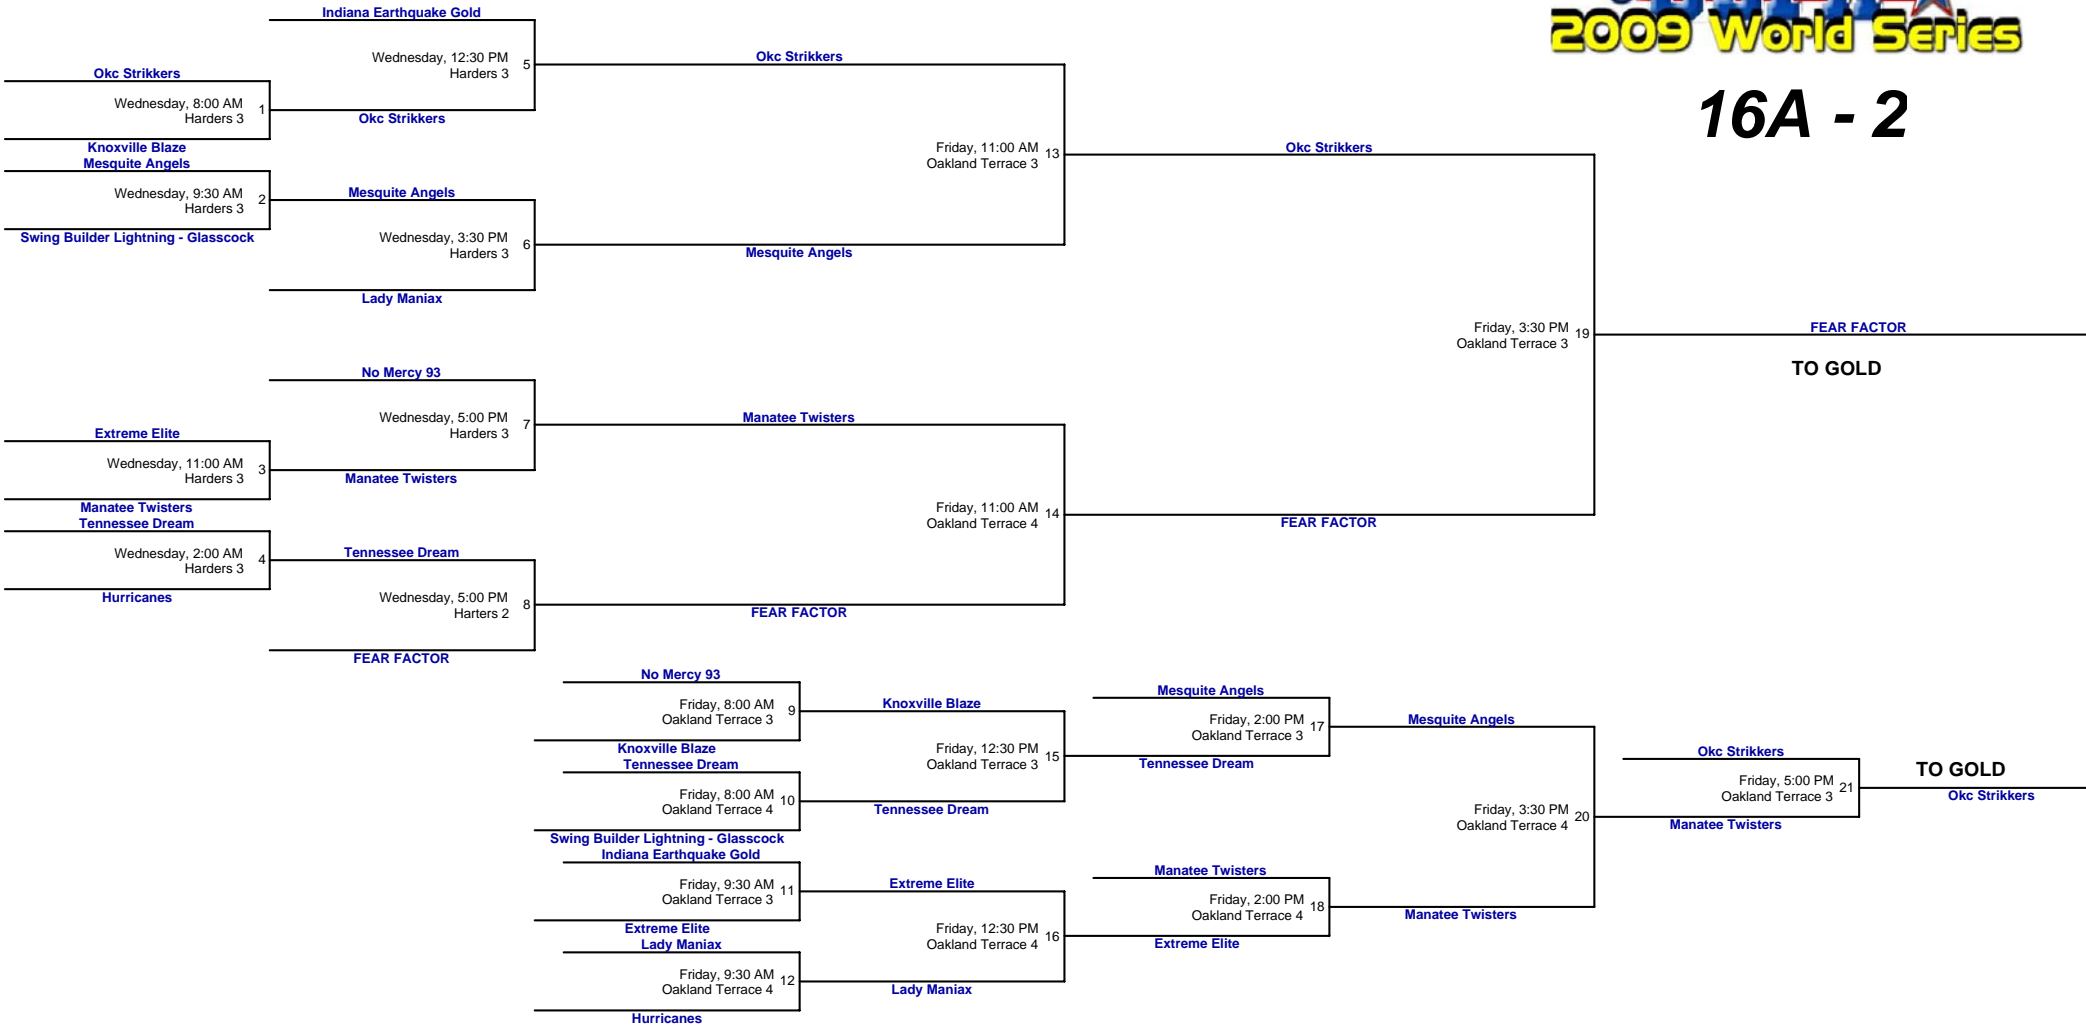 2009 World Series
16A - 2
Indiana Earthquake Gold
Wednesday, 12:30 PM 5
Harders 3
Okc Strikkers
Okc Strikkers
Wednesday, 8:00 AM 1
Harders 3
Okc Strikkers
Knoxville Blaze
Mesquite Angels
Wednesday, 9:30 AM 2
Harders 3
Swing Builder Lightning - Glasscock
Mesquite Angels
Wednesday, 3:30 PM 6
Harders 3
Mesquite Angels
Lady Maniax
Friday, 11:00 AM 13
Oakland Terrace 3
Okc Strikkers
Friday, 3:30 PM 19
Oakland Terrace 3
FEAR FACTOR
TO GOLD
No Mercy 93
Wednesday, 5:00 PM 7
Harders 3
Manatee Twisters
Extreme Elite
Wednesday, 11:00 AM 3
Harders 3
Manatee Twisters
Manatee Twisters
Tennessee Dream
Wednesday, 2:00 AM 4
Harders 3
Hurricanes
Tennessee Dream
Wednesday, 5:00 PM 8
Harters 2
FEAR FACTOR
FEAR FACTOR
Friday, 11:00 AM 14
Oakland Terrace 4
FEAR FACTOR
No Mercy 93
Friday, 8:00 AM 9
Oakland Terrace 3
Knoxville Blaze
Knoxville Blaze
Tennessee Dream
Friday, 8:00 AM 10
Oakland Terrace 4
Tennessee Dream
Swing Builder Lightning - Glasscock
Friday, 12:30 PM 15
Oakland Terrace 3
Indiana Earthquake Gold
Friday, 9:30 AM 11
Oakland Terrace 3
Extreme Elite
Extreme Elite
Lady Maniax
Friday, 9:30 AM 12
Oakland Terrace 4
Lady Maniax
Hurricanes
Friday, 12:30 PM 16
Oakland Terrace 4
Mesquite Angels
Friday, 2:00 PM 17
Oakland Terrace 3
Tennessee Dream
Mesquite Angels
Manatee Twisters
Friday, 2:00 PM 18
Oakland Terrace 4
Extreme Elite
Manatee Twisters
Friday, 3:30 PM 20
Oakland Terrace 4
Okc Strikkers
Friday, 5:00 PM 21
Oakland Terrace 3
Manatee Twisters
TO GOLD
Okc Strikkers